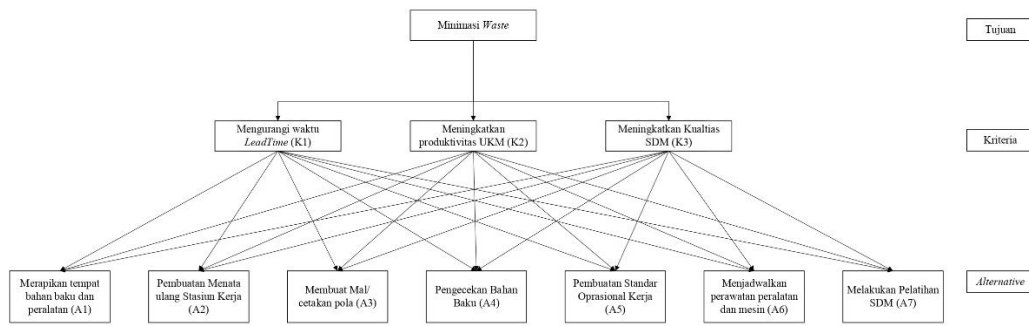 Minimasi Waste
Tujuan
Mengurangi waktu
LeadTime (K1)
Meningkatkan
produktivitas UKM (K2)
Meningkatkan Kualtias
SDM (K3)
Kriteria
Merapikan tempat
bahan baku dan
peralatan (A1)
Pembuatan Menata
ulang Stasiun Kerja
(A2)
Membuat Mal/
cetakan pola (A3)
Pengecekan Bahan
Baku (A4)
Pembuatan Standar
Oprasional Kerja
(A5)
Menjadwalkan
perawatan peralatan
dan mesin (A6)
Melakukan Pelatihan
SDM (A7)
Alternative